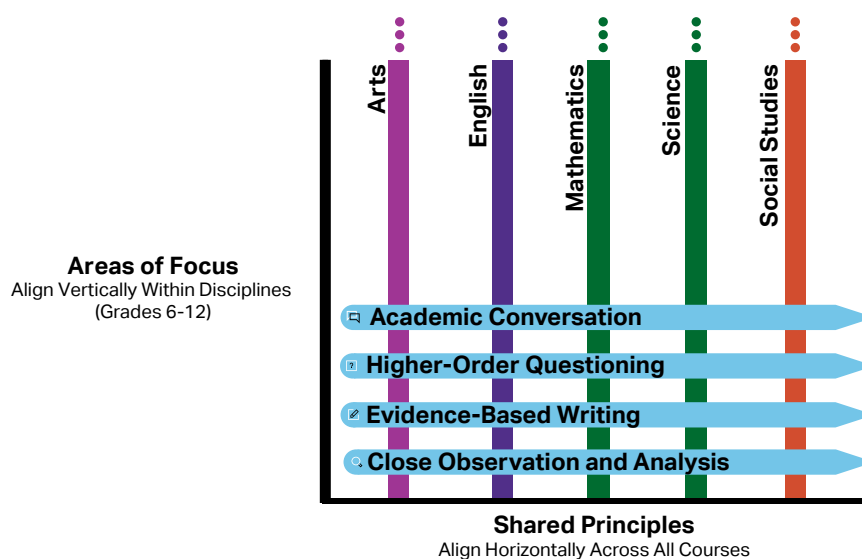 Arts
English
Mathematics
Science
Social Studies
Areas of Focus
Align Vertically Within Disciplines
(Grades 6-12)
Academic Conversation
? Higher-Order Questioning
Evidence-Based Writing
Close Observation and Analysis
Shared Principles
Align Horizontally Across All Courses